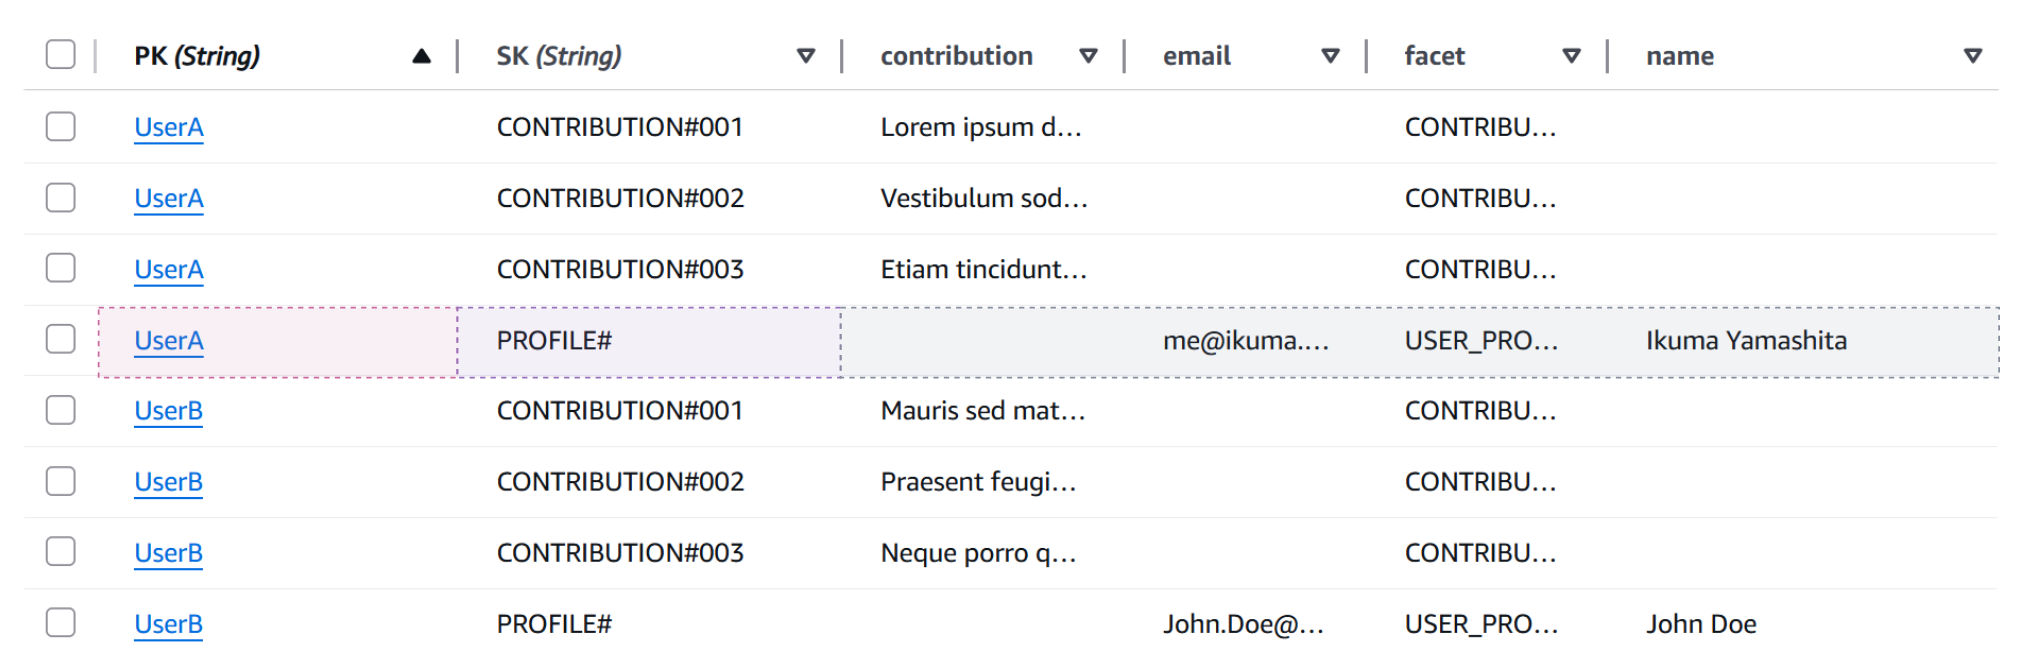 PK (String) SK (String) contribution email facet name
UserA CONTRIBUTION#001 Lorem ipsum d... CONTRIBU...
UserA CONTRIBUTION#002 Vestibulum sod... CONTRIBU...
UserA CONTRIBUTION#003 Etiam tincidunt... CONTRIBU...
UserA PROFILE# me@ikuma.... USER_PRO... Ikuma Yamashita
UserB CONTRIBUTION#001 Mauris sed mat... CONTRIBU...
UserB CONTRIBUTION#002 Praesent feugi... CONTRIBU...
UserB CONTRIBUTION#003 Neque porro q... CONTRIBU...
UserB PROFILE# John.Doe@... USER_PRO... John Doe